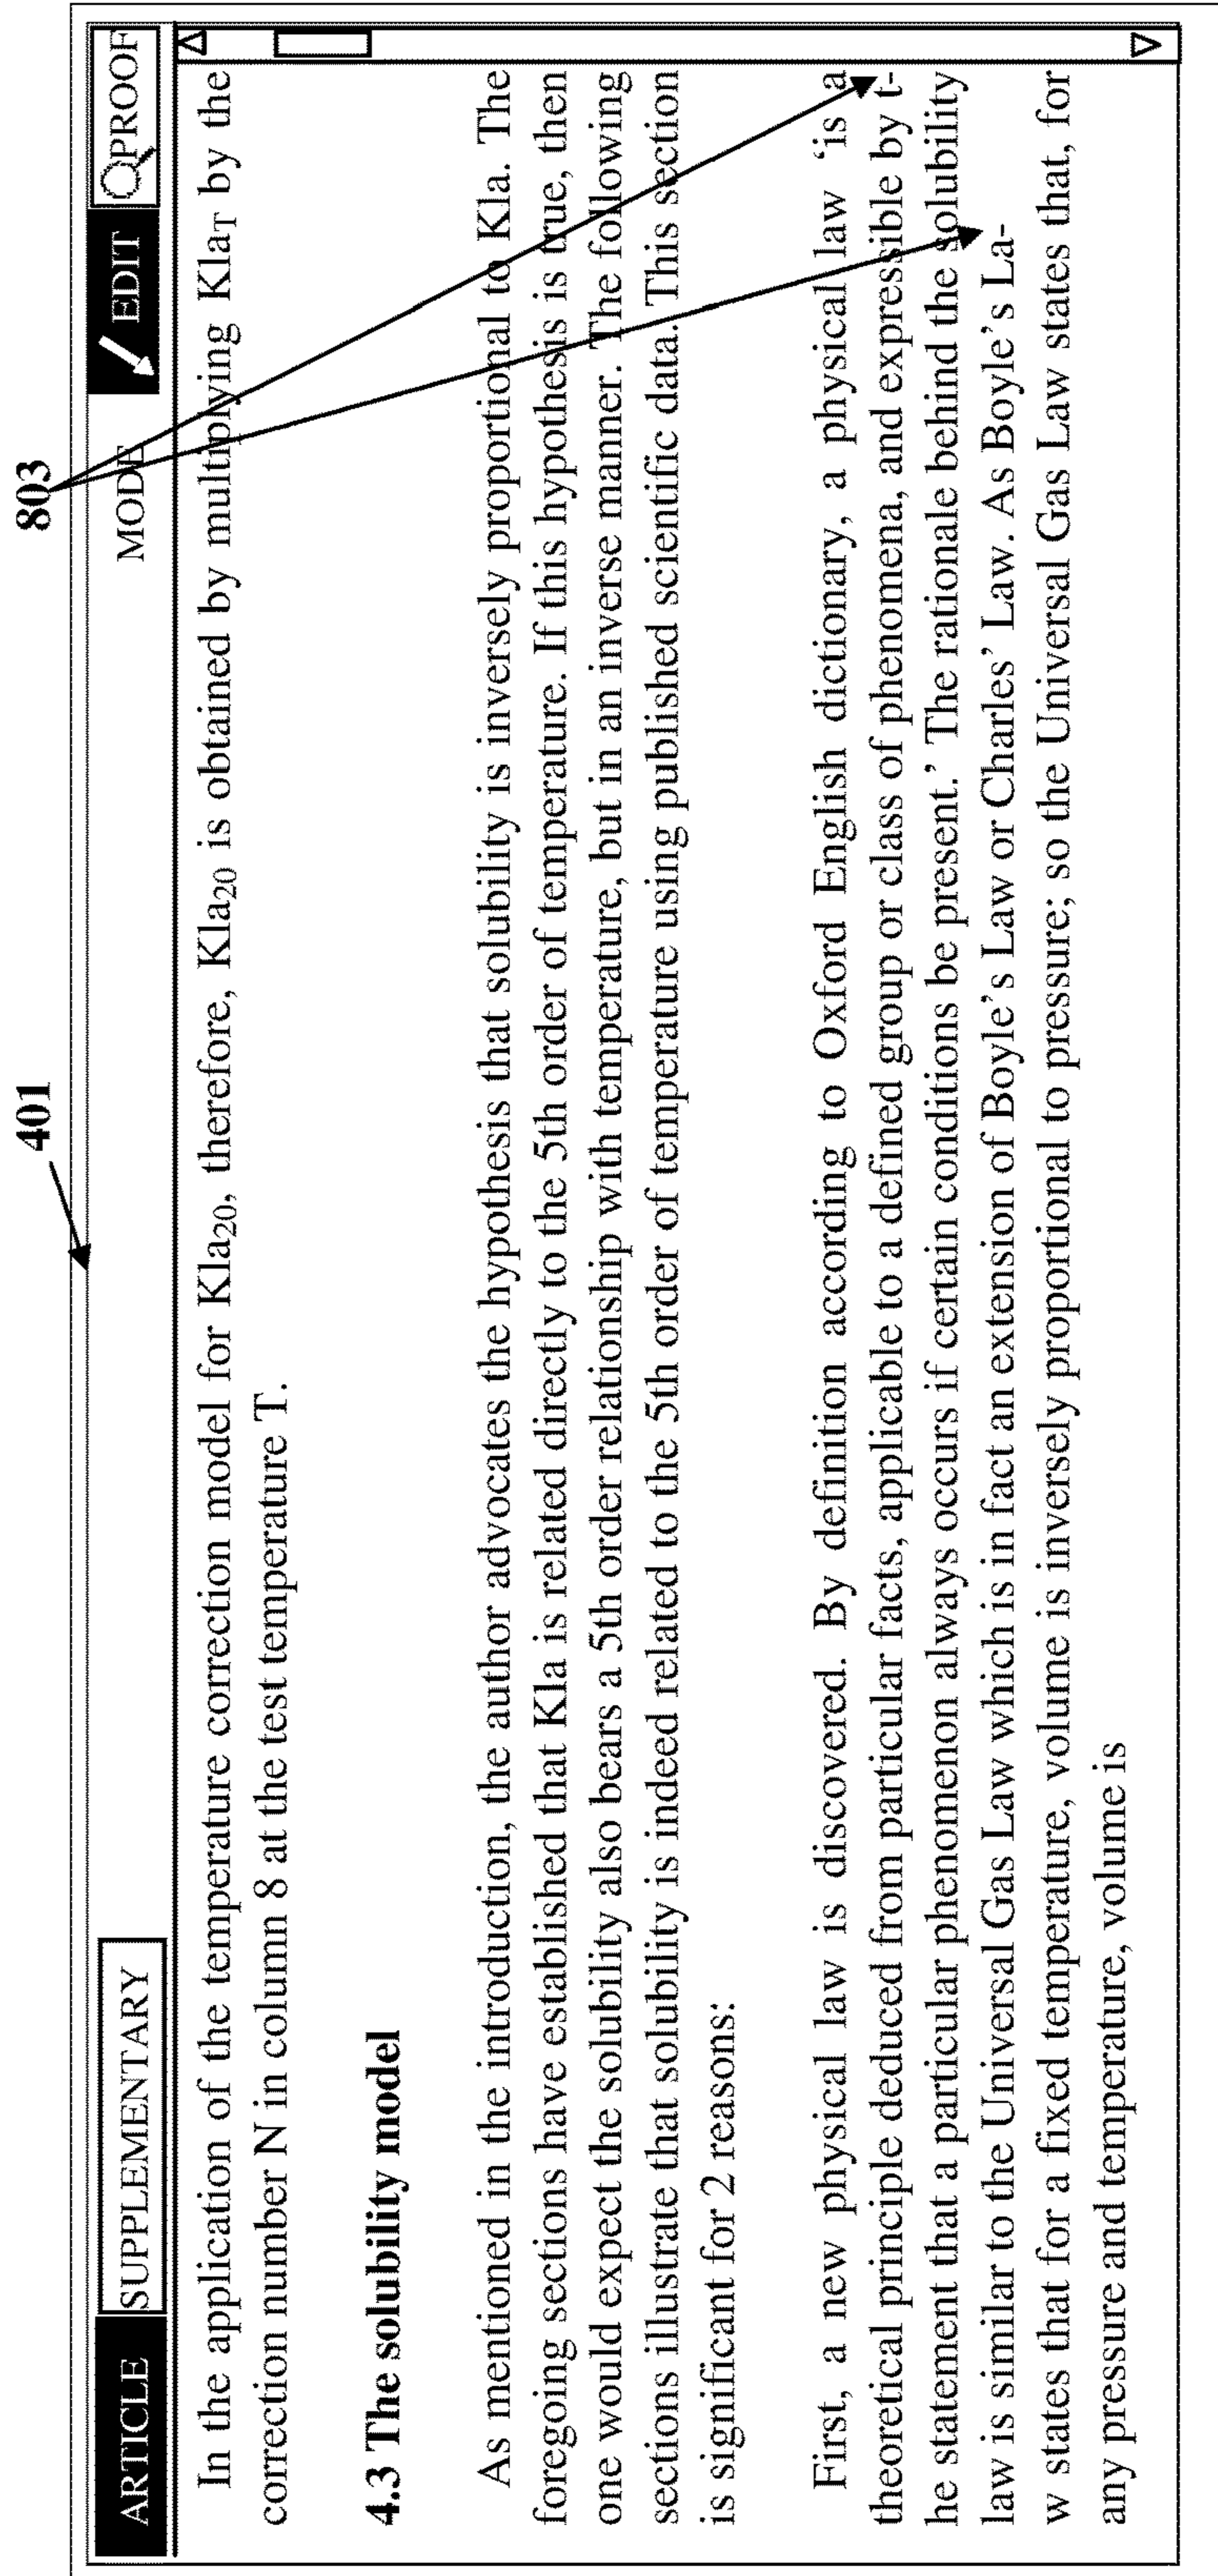 401
803
ARTICLE SUPPLEMENTARY MODE EDIT PROOF
In the application of the temperature correction model for Kla20, therefore, Kla20 is obtained by multiplying KlaT by the
correction number N in column 8 at the test temperature T.
4.3 The solubility model
As mentioned in the introduction, the author advocates the hypothesis that solubility is inversely proportional to Kla. The
foregoing sections have established that Kla is related directly to the 5th order of temperature. If this hypothesis is true, then
one would expect the solubility also bears a 5th order relationship with temperature, but in an inverse manner. The following
sections illustrate that solubility is indeed related to the 5th order of temperature using published scientific data. This section
is significant for 2 reasons:
First, a new physical law is discovered. By definition according to Oxford English dictionary, a physical law ‘is a
theoretical principle deduced from particular facts, applicable to a defined group or class of phenomena, and expressible by t-
he statement that a particular phenomenon always occurs if certain conditions be present.’ The rationale behind the solubility
law is similar to the Universal Gas Law which is in fact an extension of Boyle’s Law or Charles’ Law. As Boyle’s La-
w states that for a fixed temperature, volume is inversely proportional to pressure; so the Universal Gas Law states that, for
any pressure and temperature, volume is